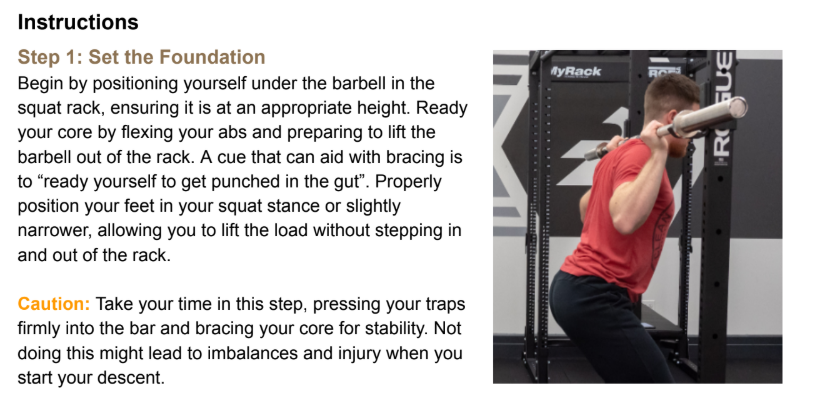 Instructions
Step 1: Set the Foundation
Begin by positioning yourself under the barbell in the
squat rack, ensuring it is at an appropriate height. Ready
your core by flexing your abs and preparing to lift the
barbell out of the rack. A cue that can aid with bracing is
to “ready yourself to get punched in the gut”. Properly
position your feet in your squat stance or slightly
narrower, allowing you to lift the load without stepping in
and out of the rack.
Caution: Take your time in this step, pressing your traps
firmly into the bar and bracing your core for stability. Not
doing this might lead to imbalances and injury when you
start your descent.
MyRack
ROGUE